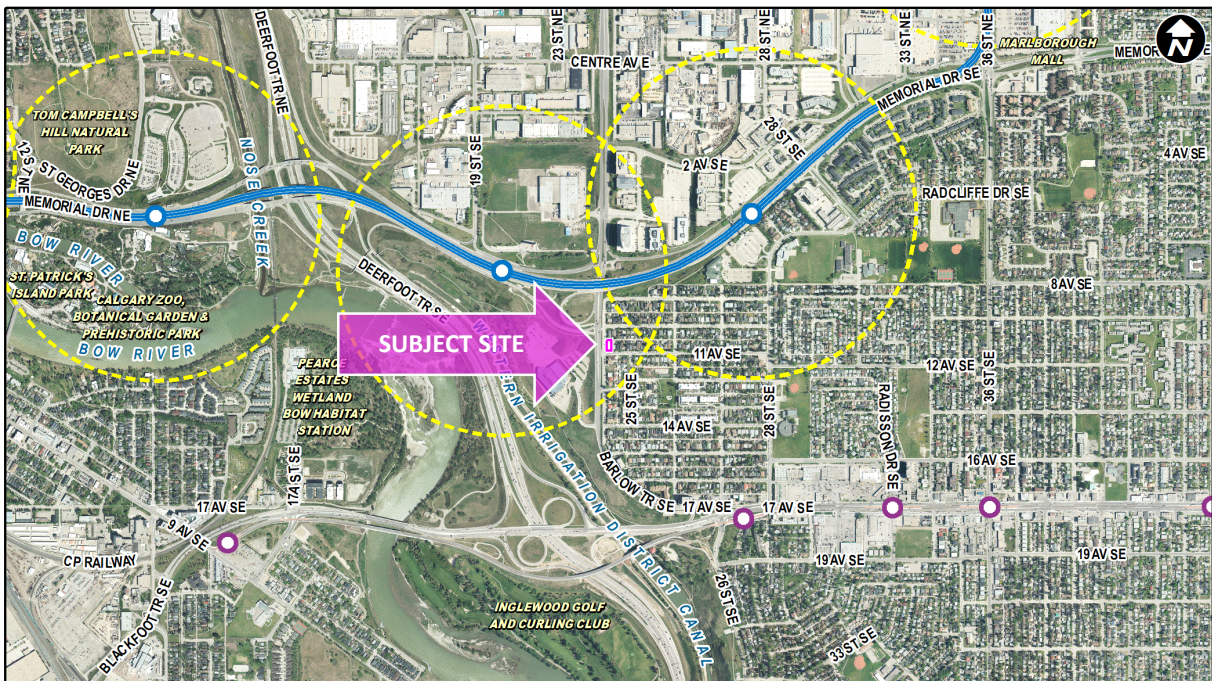 DEERFOOT TR NE
23 ST NE
28 ST NE
33 ST NE
36 ST NE
MARLBOROUGH
MALL
MEMORIAL DR SE
N
CENTRE AV E
MEMORIAL DR SE
TOM CAMPBELL'S
HILL NATURAL
PARK
12 ST NE
ST GEORGES DR NE
MEMORIAL DR NE
NOSE CREEK
19 ST SE
28 ST SE
2 AV SE
4 AV SE
RADCLIFFE DR SE
BOW RIVER
ST. PATRICK'S
ISLAND PARK
CALGARY ZOO,
BOTANICAL GARDEN &
PREHISTORIC PARK
BOW RIVER
DEERFOOT TR SE
8 AV SE
SUBJECT SITE
11 AV SE
12 AV SE
PEARCE
ESTATES
WETLAND
BOW HABITAT
STATION
WESTERN IRRIGATION DISTRICT CANAL
25 ST SE
28 ST SE
36 ST SE
14 AV SE
RADISSON DR SE
BARLOW TR SE
16 AV SE
17A ST SE
17 AV SE
17 AV SE
17 AV SE
9 AV SE
CP RAILWAY
19 AV SE
19 AV SE
BLACKFOOT TR SE
26 ST SE
INGLEWOOD GOLF
AND CURLING CLUB
33 ST SE